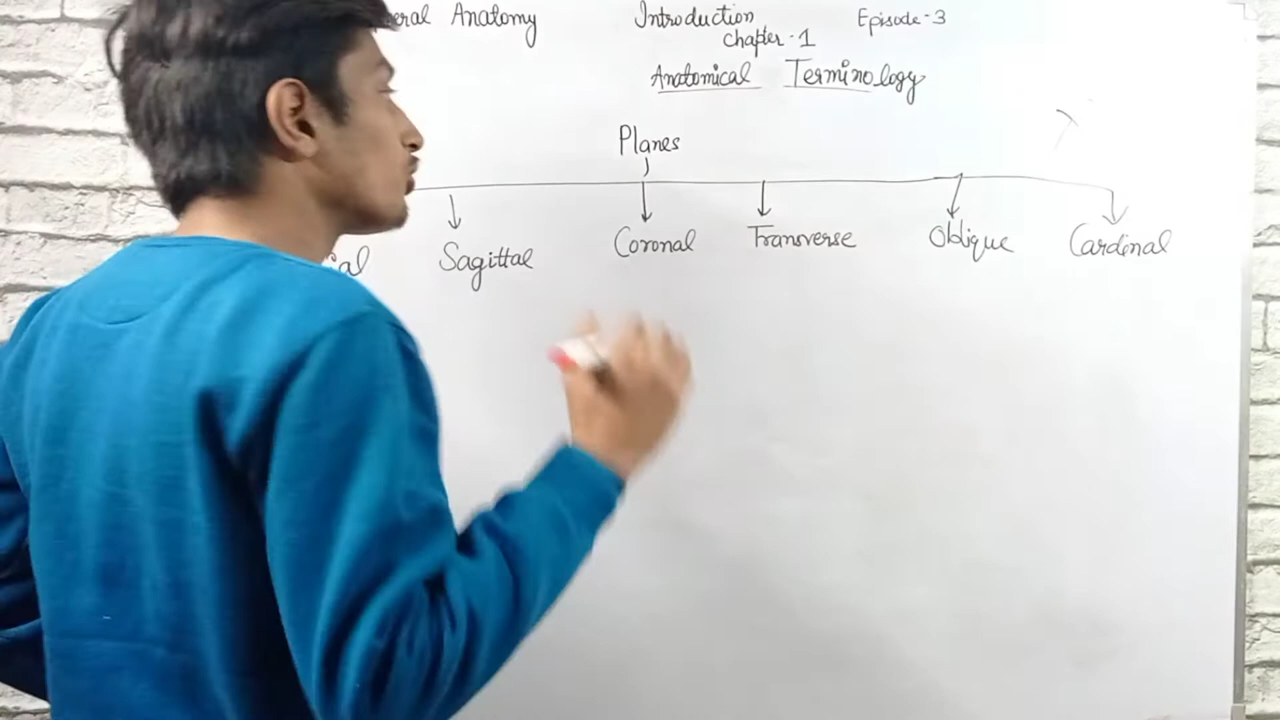 Anatomy Introduction Episode-3
Chapter-1
Anatomical Terminology
Planes
Sagittal Coronal Transverse Oblique Cardinal